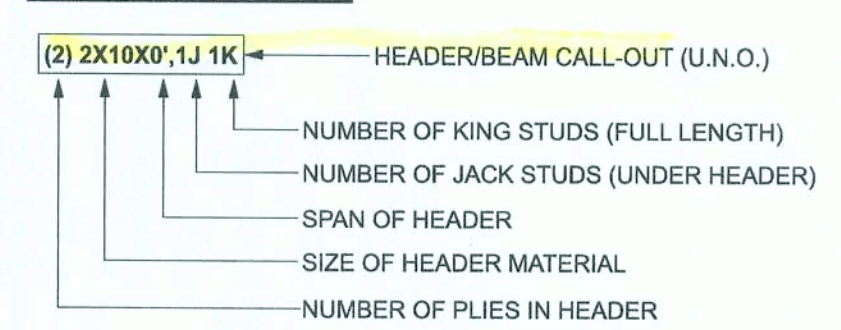 (2) 2X10X0',1J 1K HEADER/BEAM CALL-OUT (U.N.O.)
NUMBER OF KING STUDS (FULL LENGTH)
NUMBER OF JACK STUDS (UNDER HEADER)
SPAN OF HEADER
SIZE OF HEADER MATERIAL
NUMBER OF PLIES IN HEADER